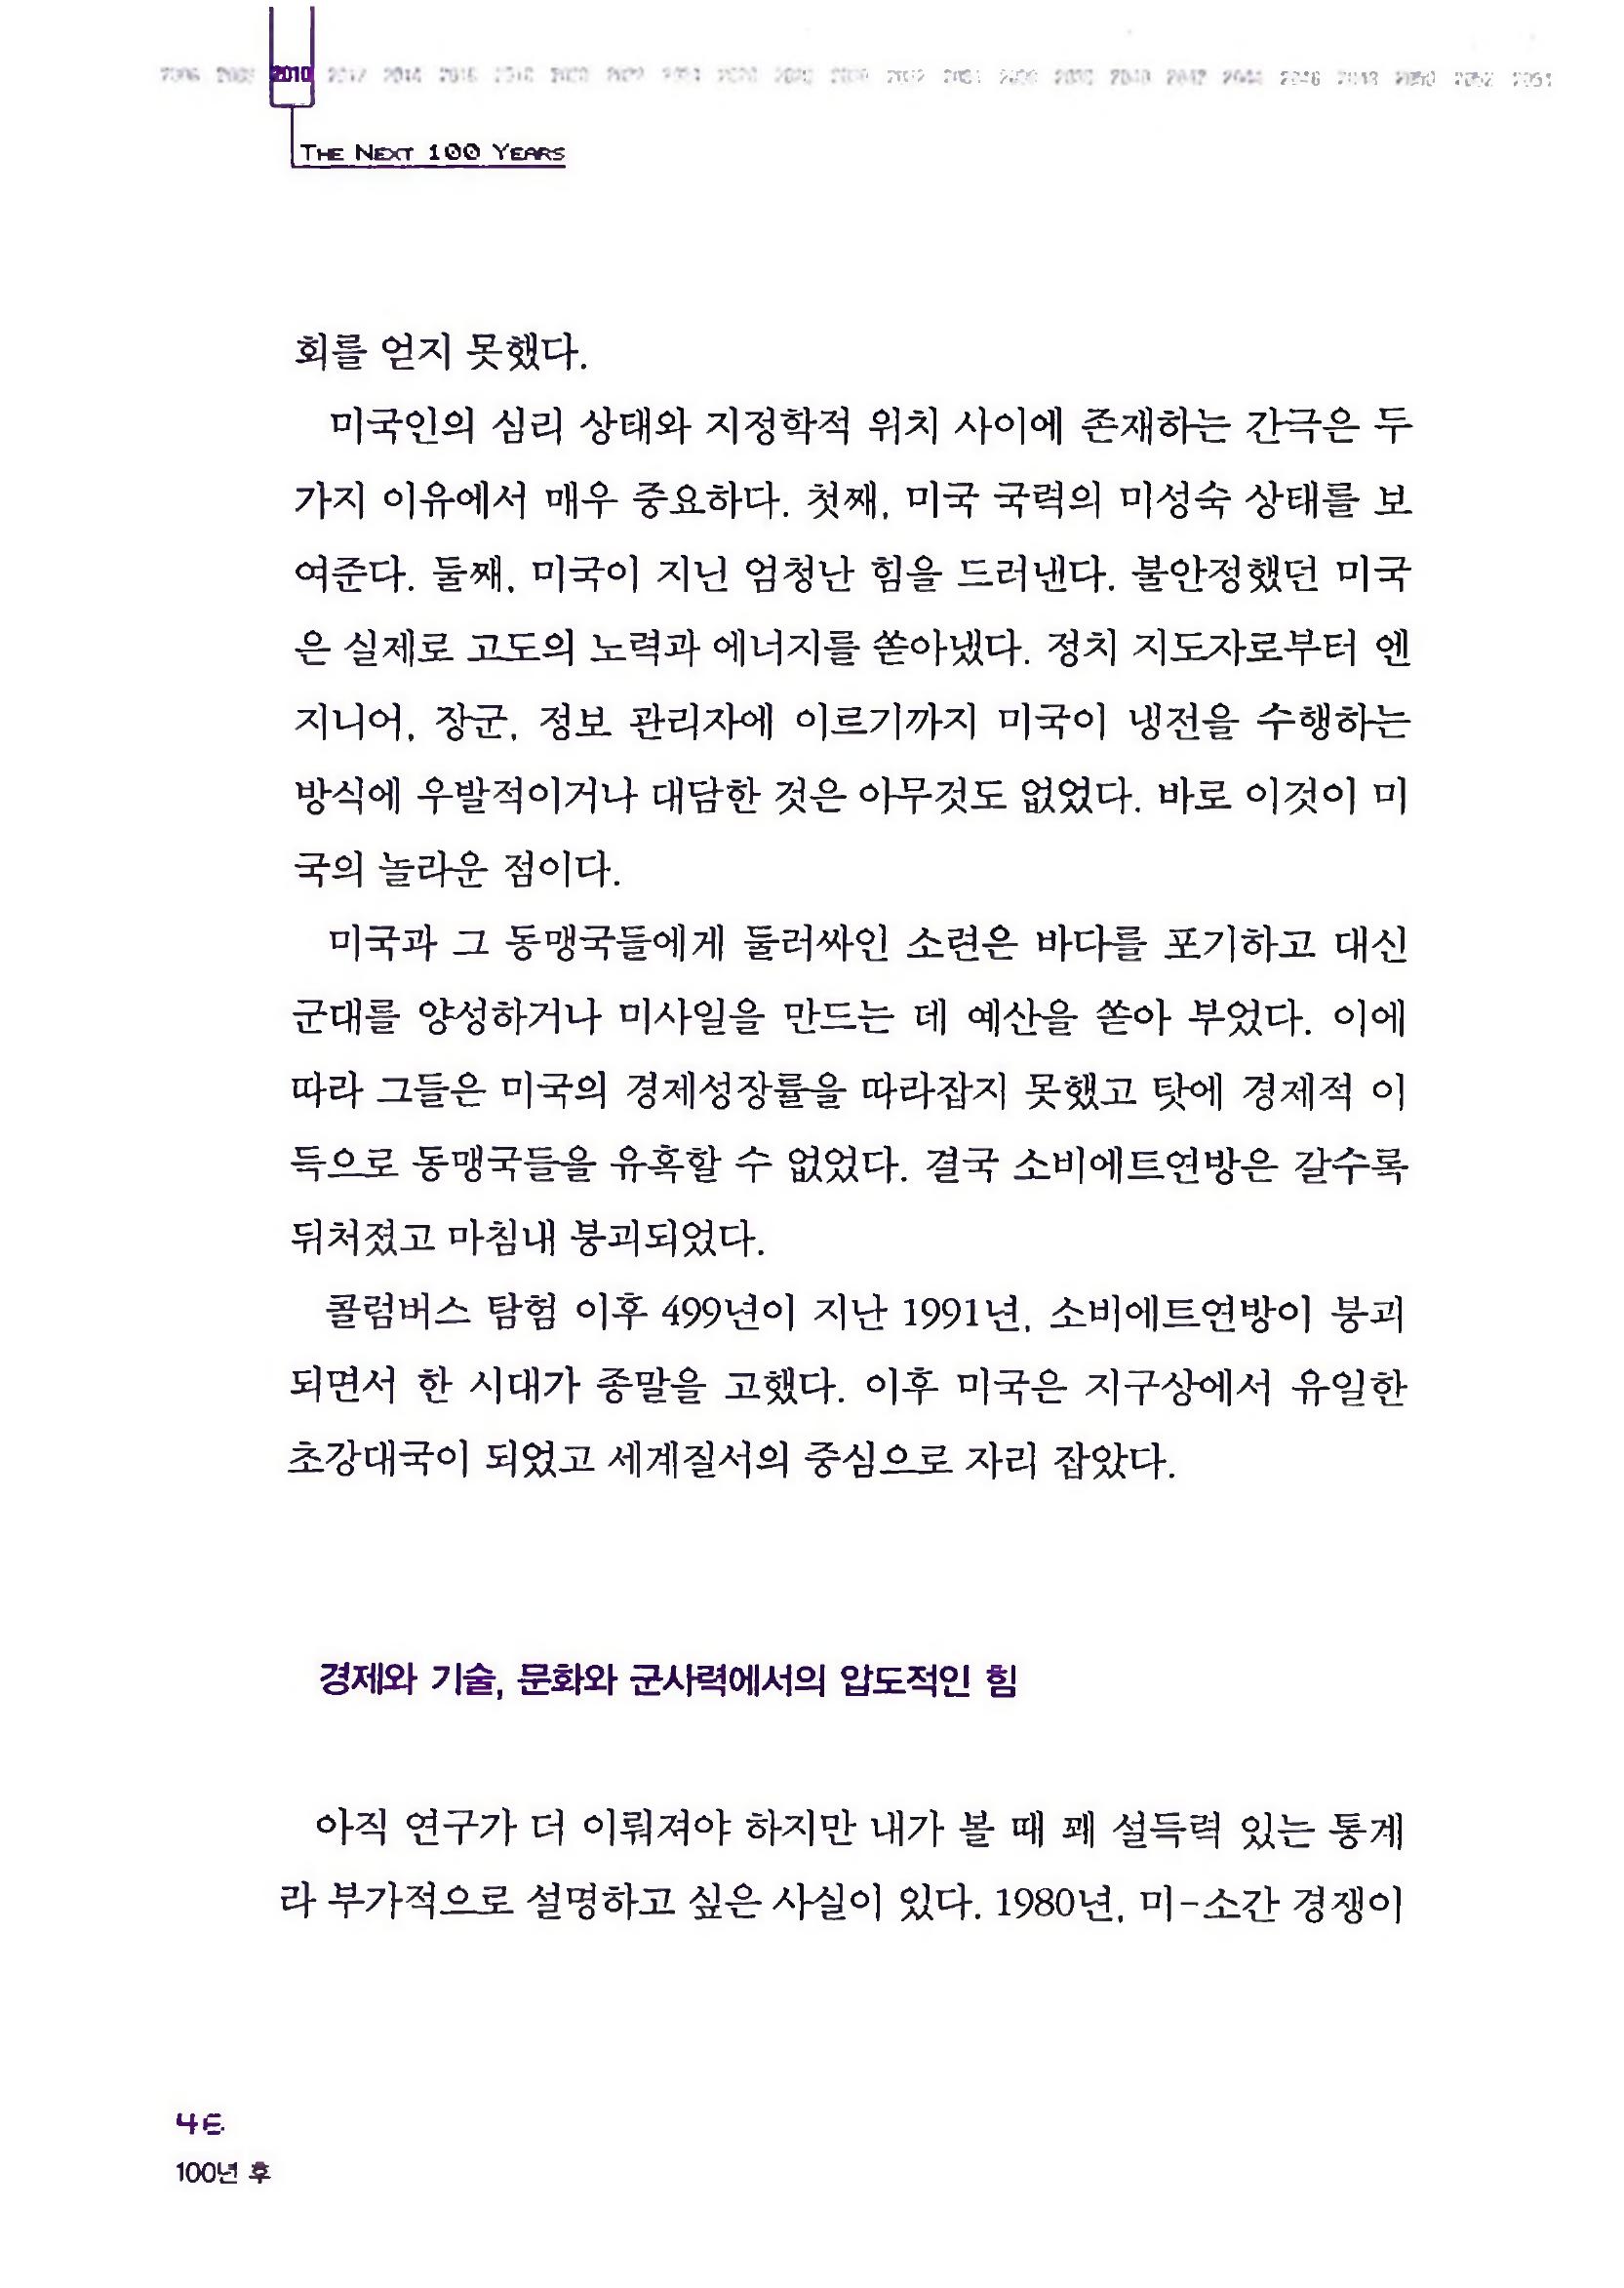 2010
THE NEXT 100 YEARS
회를 얻지 못했다.
미국인의 심리 상태와 지정학적 위치 사이에 존재하는 간극은 두
가지 이유에서 매우 중요하다. 첫째, 미국 국력의 미성숙 상태를 보
여준다. 둘째, 미국이 지닌 엄청난 힘을 드러낸다. 불안정했던 미국
은 실제로 고도의 노력과 에너지를 쏟아냈다. 정치 지도자로부터 엔
지니어, 장군, 정보 관리자에 이르기까지 미국이 냉전을 수행하는
방식에 우발적이거나 대담한 것은 아무것도 없었다. 바로 이것이 미
국의 놀라운 점이다.
미국과 그 동맹국들에게 둘러싸인 소련은 바다를 포기하고 대신
군대를 양성하거나 미사일을 만드는 데 예산을 쏟아 부었다. 이에
따라 그들은 미국의 경제성장률을 따라잡지 못했고 탓에 경제적 이
득으로 동맹국들을 유혹할 수 없었다. 결국 소비에트연방은 갈수록
뒤처졌고 마침내 붕괴되었다.
콜럼버스 탐험 이후 499년이 지난 1991년, 소비에트연방이 붕괴
되면서 한 시대가 종말을 고했다. 이후 미국은 지구상에서 유일한
초강대국이 되었고 세계질서의 중심으로 자리 잡았다.
경제와 기술, 문화와 군사력에서의 압도적인 힘
아직 연구가 더 이뤄져야 하지만 내가 볼 때 꽤 설득력 있는 통계
라 부가적으로 설명하고 싶은 사실이 있다. 1980년, 미-소간 경쟁이
46
100년 후